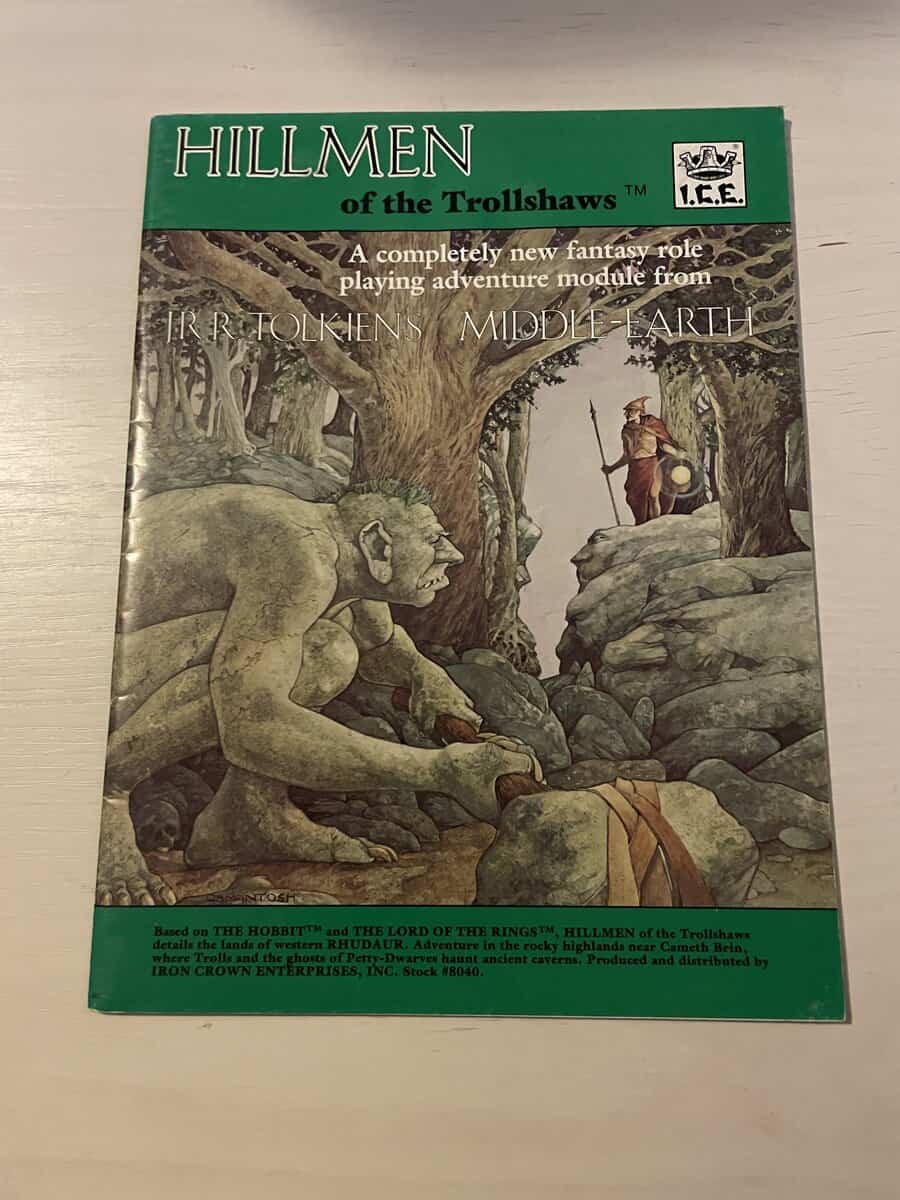 HILLMEN
of the Trollshaws™
®
I.C.E.
A completely new fantasy role
playing adventure module from
J.R.R. TOLKIEN'S MIDDLE-EARTH
Based on THE HOBBIT™ and THE LORD OF THE RINGS™, HILLMEN of the Trollshaws
details the lands of western RHUDAUR. Adventure in the rocky highlands near Cameth Brin,
where Trolls and the ghosts of Petty-Dwarves haunt ancient caverns. Produced and distributed by
IRON CROWN ENTERPRISES, INC. Stock #8040.